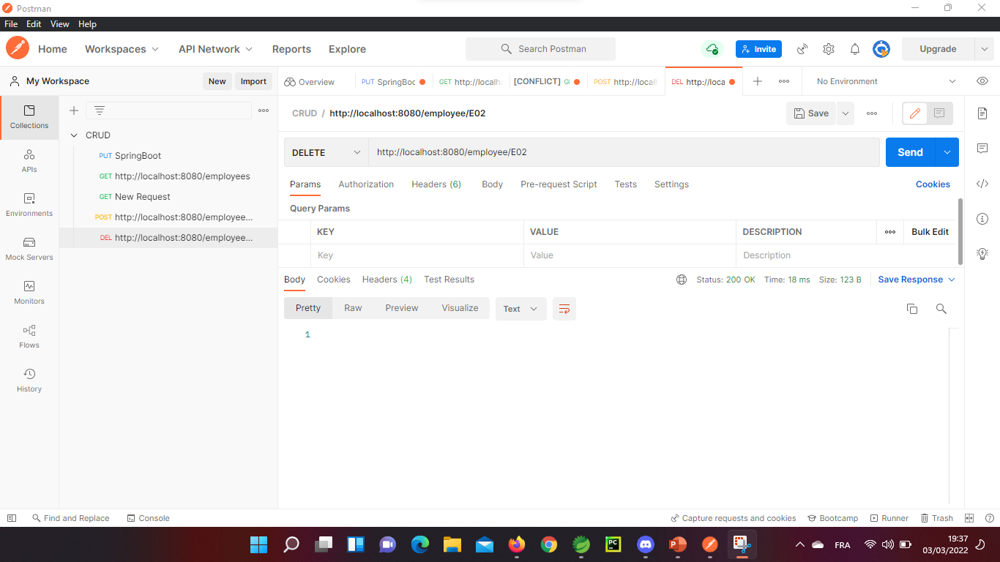 Postman
File Edit View Help
Home Workspaces API Network Reports Explore Search Postman Invite Upgrade
My Workspace New Import Overview PUT SpringBoo GET http://localh [CONFLICT] G POST http://locall DEL http://loca No Environment
Collections
APIs
Environments
Mock Servers
Monitors
Flows
History
CRUD
PUT SpringBoot
GET http://localhost:8080/employees
GET New Request
POST http://localhost:8080/employee...
DEL http://localhost:8080/employee...
CRUD / http://localhost:8080/employee/E02 Save
DELETE http://localhost:8080/employee/E02 Send
Params Authorization Headers (6) Body Pre-request Script Tests Settings Cookies
Query Params
KEY VALUE DESCRIPTION Bulk Edit
Key Value Description
Body Cookies Headers (4) Test Results Status: 200 OK Time: 18 ms Size: 123 B Save Response
Pretty Raw Preview Visualize Text
1
Find and Replace Console Capture requests and cookies Bootcamp Runner Trash
PC
FRA
19:37
03/03/2022